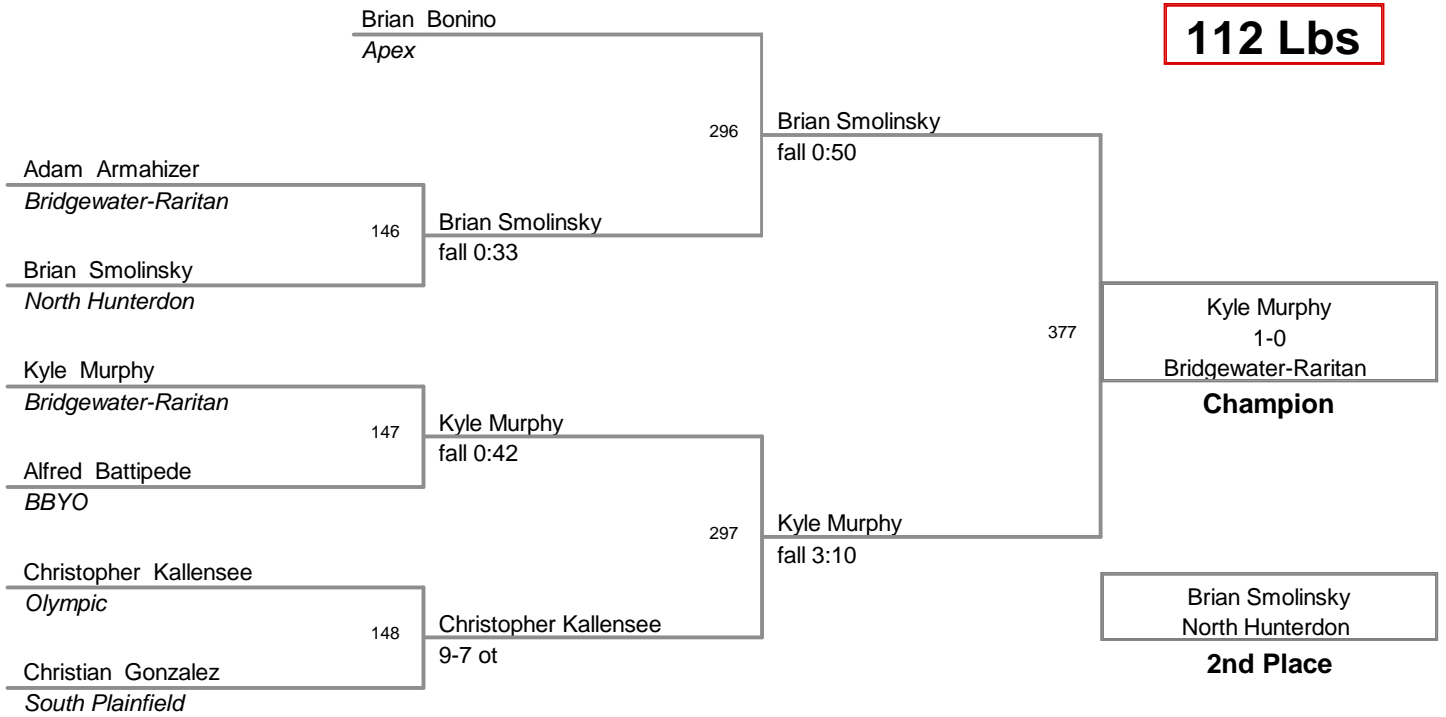 Brian Bonino
Apex
112 Lbs
296
Brian Smolinsky
fall 0:50
Adam Armahizer
Bridgewater-Raritan
146
Brian Smolinsky
fall 0:33
Brian Smolinsky
North Hunterdon
377
Kyle Murphy
1-0
Bridgewater-Raritan
Champion
Kyle Murphy
Bridgewater-Raritan
147
Kyle Murphy
fall 0:42
Alfred Battipede
BBYO
297
Kyle Murphy
fall 3:10
Christopher Kallensee
Olympic
148
Christopher Kallensee
9-7 ot
Christian Gonzalez
South Plainfield
Brian Smolinsky
North Hunterdon
2nd Place